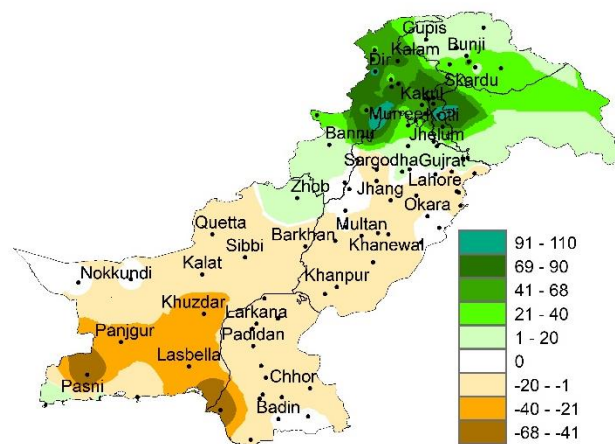 Gupis
Kalam
Bunji
Dir
Skardu
Kakul
Murree
Kotli
Bannu
Jhelum
Sargodha
Gujrat
Zhob
Jhang
Lahore
Okara
Quetta
Barkhan
Multan
Sibbi
Khanewal
Nokkundi
Kalat
Khanpur
Khuzdar
Larkana
Panjgur
Padidan
Lasbella
Pasni
Chhor
Badin
91 - 110
69 - 90
41 - 68
21 - 40
1 - 20
0
-20 - -1
-40 - -21
-68 - -41